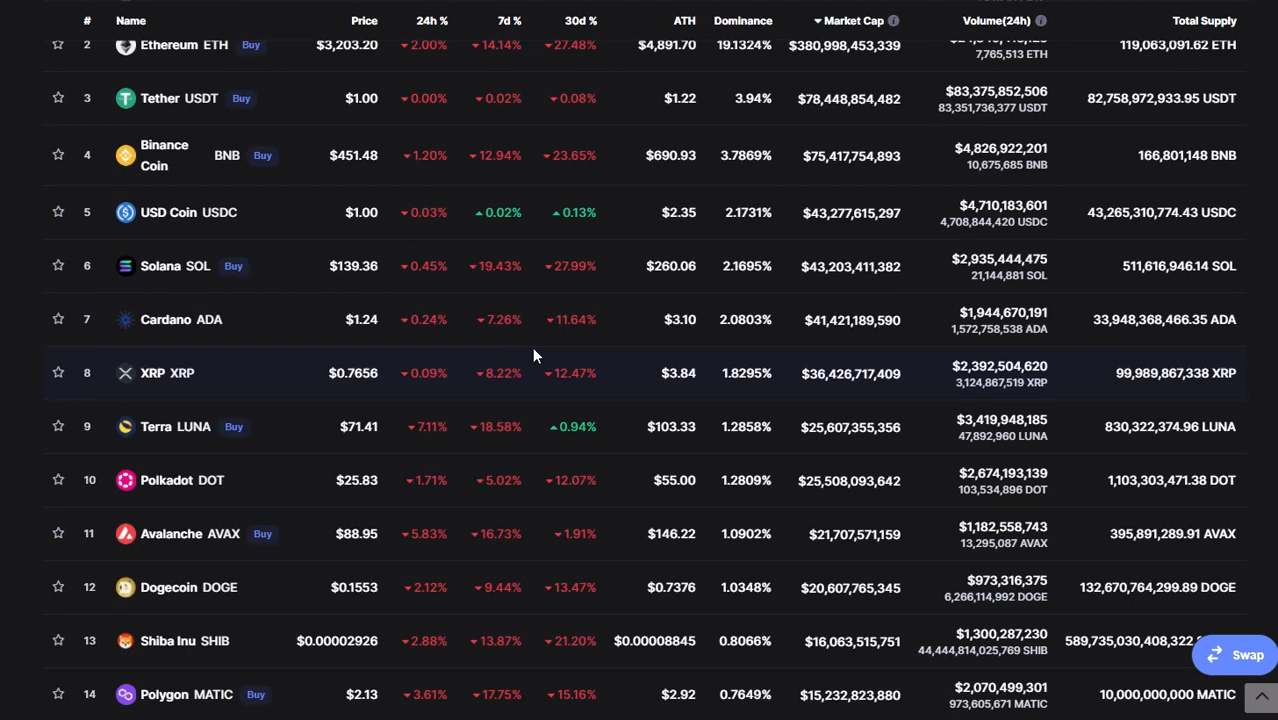 # Name Price 24h % 7d % 30d % ATH Dominance Market Cap Volume(24h) Total Supply
2 Ethereum ETH Buy $3,203.20 2.00% 14.14% 27.48% $4,891.70 19.1324% $380,998,453,339 119,063,091.62 ETH
7,765,513 ETH
3 Tether USDT Buy $1.00 0.00% 0.02% 0.08% $1.22 3.94% $78,448,854,482 $83,375,852,506 82,758,972,933.95 USDT
83,351,736,377 USDT
4 Binance Coin BNB Buy $451.48 1.20% 12.94% 23.65% $690.93 3.7869% $75,417,754,893 $4,826,922,201 166,801,148 BNB
10,675,685 BNB
5 USD Coin USDC $1.00 0.03% 0.02% 0.13% $2.35 2.1731% $43,277,615,297 $4,710,183,601 43,265,310,774.43 USDC
4,708,844,420 USDC
6 Solana SOL Buy $139.36 0.45% 19.43% 27.99% $260.06 2.1695% $43,203,411,382 $2,935,444,475 511,616,946.14 SOL
21,144,881 SOL
7 Cardano ADA $1.24 0.24% 7.26% 11.64% $3.10 2.0803% $41,421,189,590 $1,944,670,191 33,948,368,466.35 ADA
1,572,758,538 ADA
8 XRP XRP $0.7656 0.09% 8.22% 12.47% $3.84 1.8295% $36,426,717,409 $2,392,504,620 99,989,867,338 XRP
3,124,867,519 XRP
9 Terra LUNA Buy $71.41 7.11% 18.58% 0.94% $103.33 1.2858% $25,607,355,356 $3,419,948,185 830,322,374.96 LUNA
47,892,960 LUNA
10 Polkadot DOT $25.83 1.71% 5.02% 12.07% $55.00 1.2809% $25,508,093,642 $2,674,193,139 1,103,303,471.38 DOT
103,534,896 DOT
11 Avalanche AVAX Buy $88.95 5.83% 16.73% 1.91% $146.22 1.0902% $21,707,571,159 $1,182,558,743 395,891,289.91 AVAX
13,295,087 AVAX
12 Dogecoin DOGE $0.1553 2.12% 9.44% 13.47% $0.7376 1.0348% $20,607,765,345 $973,316,375 132,670,764,299.89 DOGE
6,266,114,992 DOGE
13 Shiba Inu SHIB $0.00002926 2.88% 13.87% 21.20% $0.00008845 0.8066% $16,063,515,751 $1,300,287,230 589,735,030,408,322.
44,444,814,025,769 SHIB
Swap
14 Polygon MATIC Buy $2.13 3.61% 17.75% 15.16% $2.92 0.7649% $15,232,823,880 $2,070,499,301 10,000,000,000 MATIC
973,605,671 MATIC